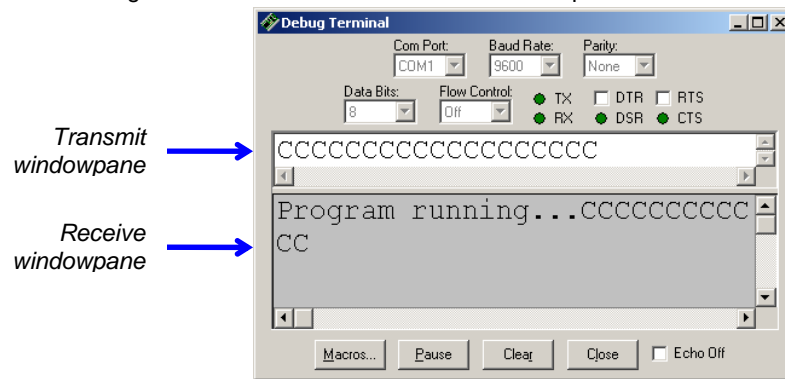 Debug Terminal
Com Port: Baud Rate: Parity:
COM1 9600 None
Data Bits: Flow Control: TX DTR RTS
8 Off RX DSR CTS
Transmit
windowpane
CCCCCCCCCCCCCCCCCCC
Program running...CCCCCCCCCC
CC
Receive
windowpane
Macros... Pause Clear Close Echo Off